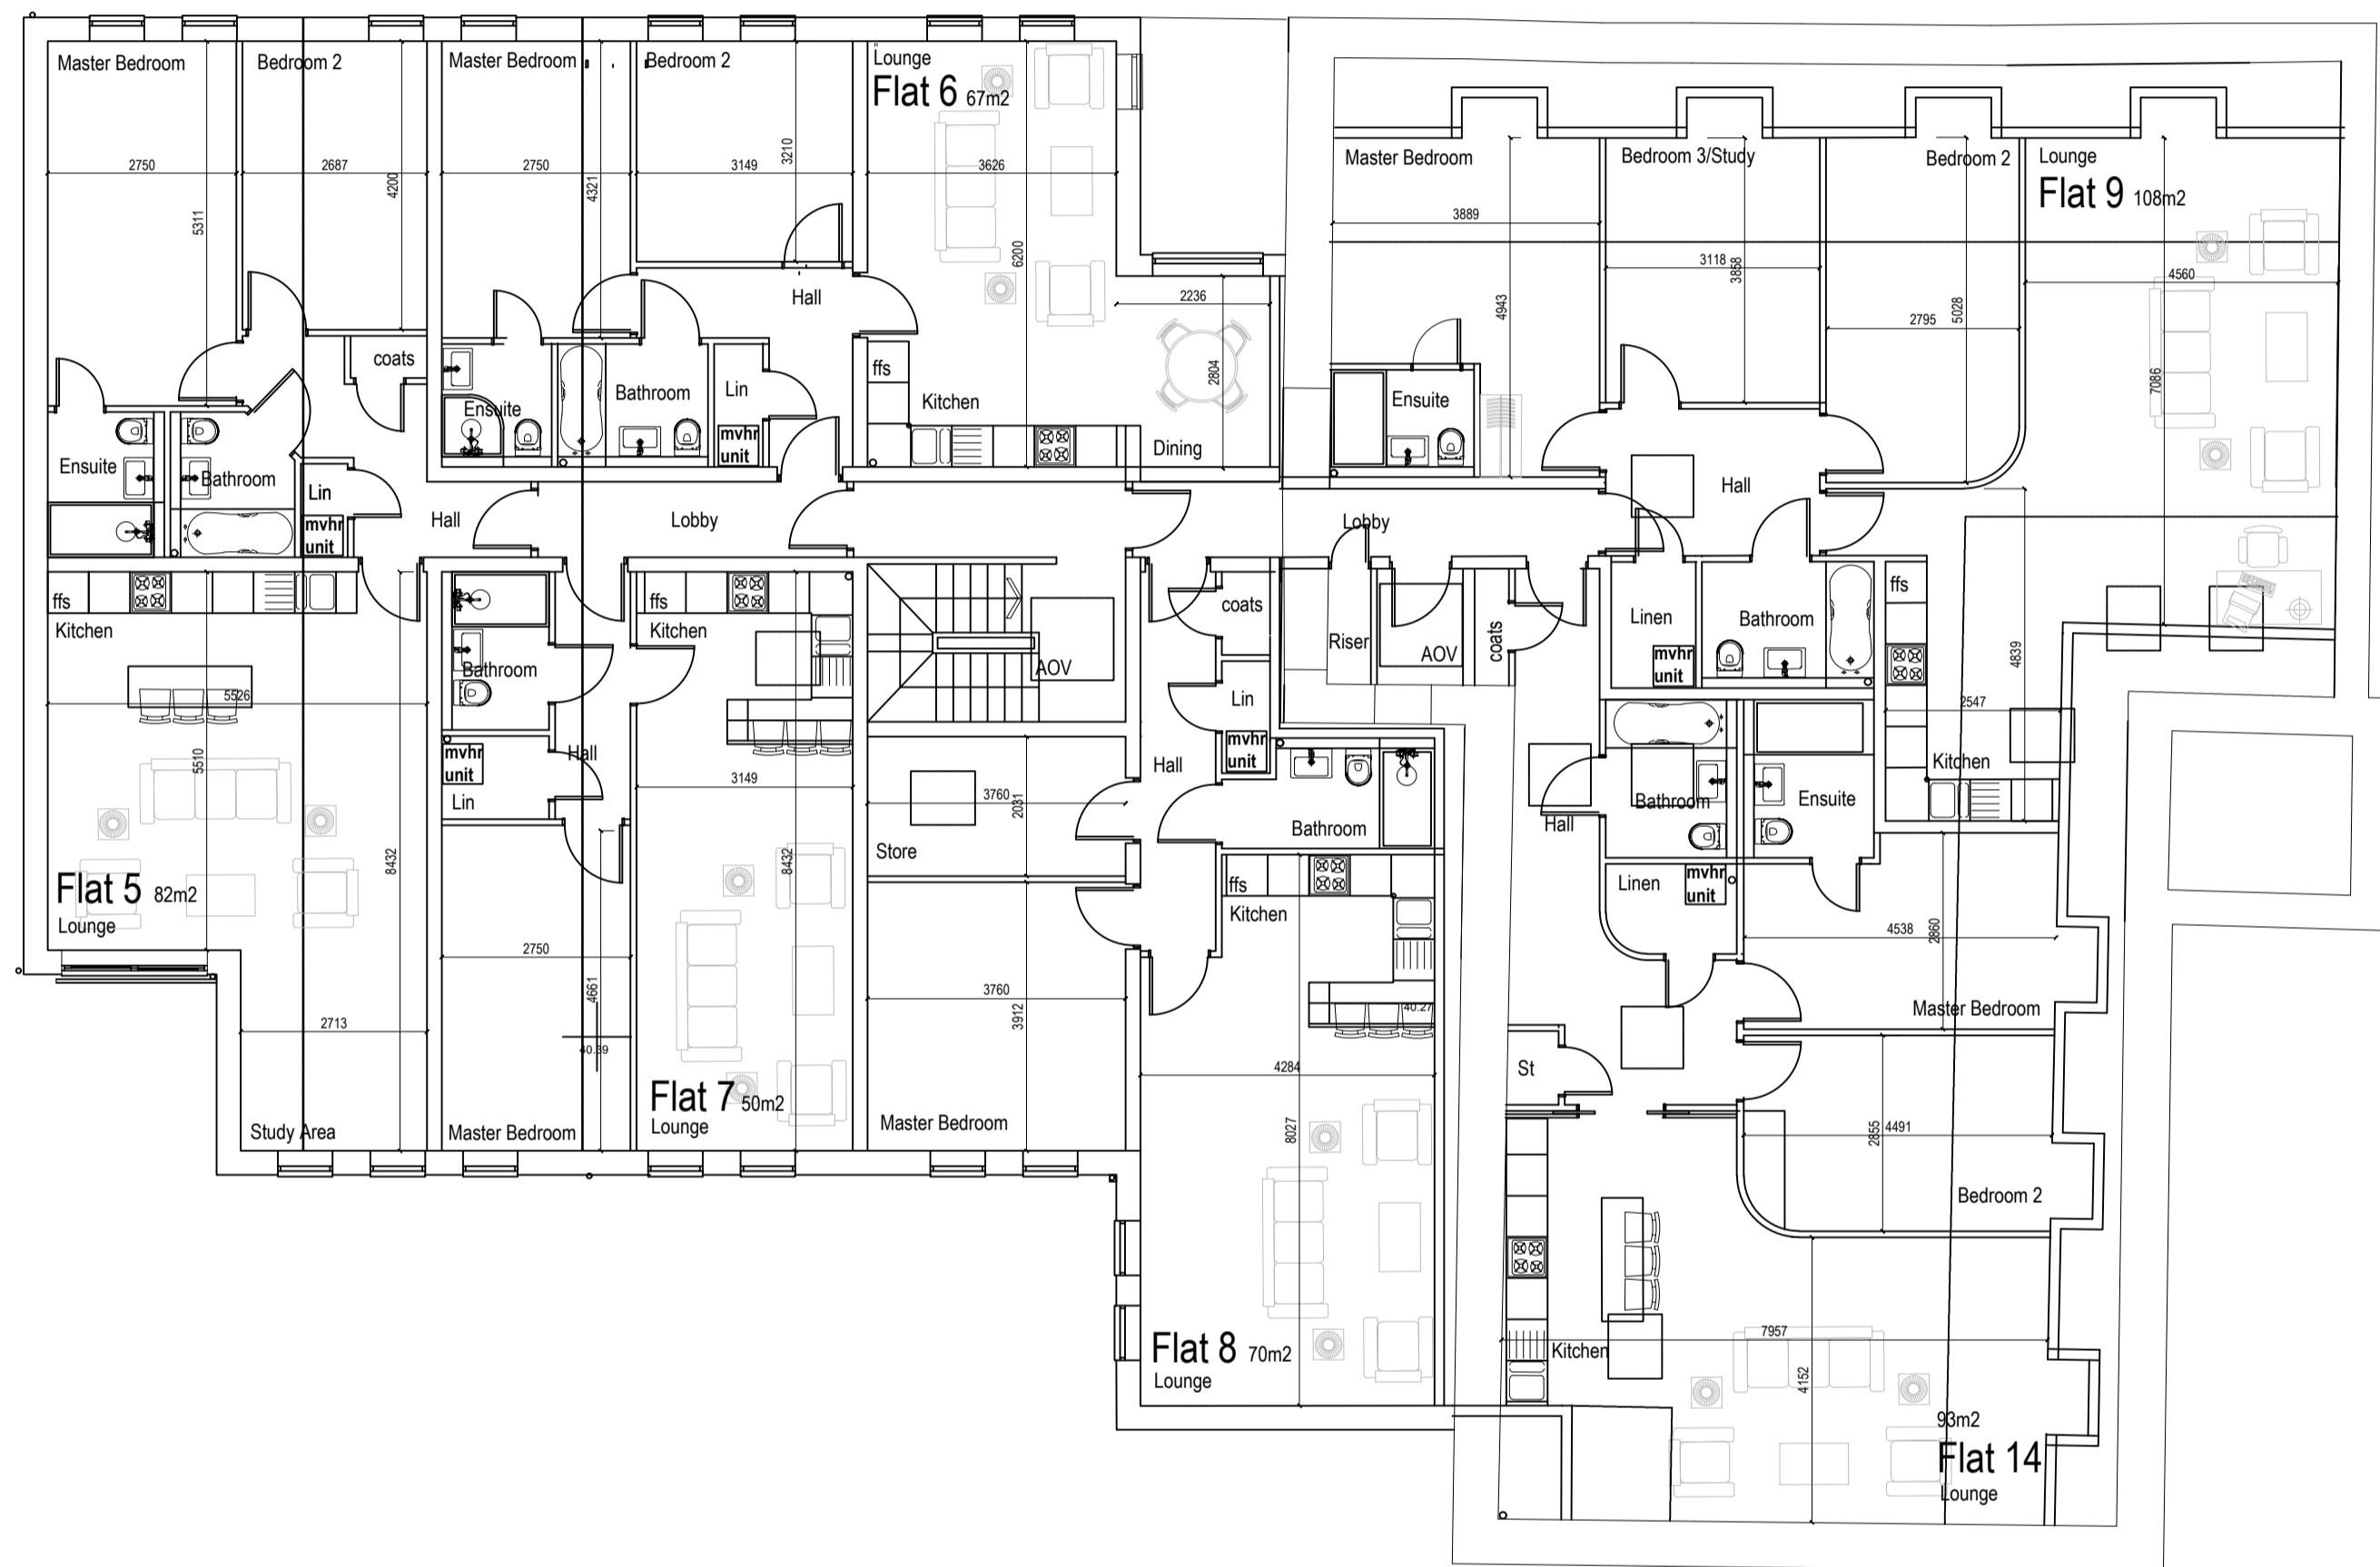 Master Bedroom
2750
5311
Bedroom 2
2687
4200
coats
Ensuite
Bathroom
Lin
mvhr
unit
Hall
ffs
Kitchen
5526
5510
8432
Flat 5 82m2
Lounge
2713
Study Area
Master Bedroom
2750
4321
Bedroom 2
3149
3210
Hall
Ensuite
Bathroom
Lin
mvhr
unit
Lounge
Flat 6 67m2
3626
6200
2236
2804
ffs
Kitchen
Dining
Lobby
Bathroom
mvhr
unit
Lin
Hall
2750
4661
40.39
Master Bedroom
ffs
Kitchen
3149
8432
Flat 7 50m2
Lounge
AOV
3760
2031
Store
3760
3912
Master Bedroom
coats
Lin
mvhr
unit
Hall
Bathroom
ffs
Kitchen
40.27
4284
8027
Flat 8 70m2
Lounge
Lobby
Riser
AOV
coats
Master Bedroom
3889
4943
Ensuite
Bedroom 3/Study
3118
3858
Bedroom 2
2795
5028
Lounge
Flat 9 108m2
4560
7086
Hall
Linen
mvhr
unit
Bathroom
ffs
4839
2547
Kitchen
Hall
Bathroom
Ensuite
Linen
mvhr
unit
4538
2860
Master Bedroom
St
2855
4491
Bedroom 2
7957
Kitchen
4152
93m2
Flat 14
Lounge